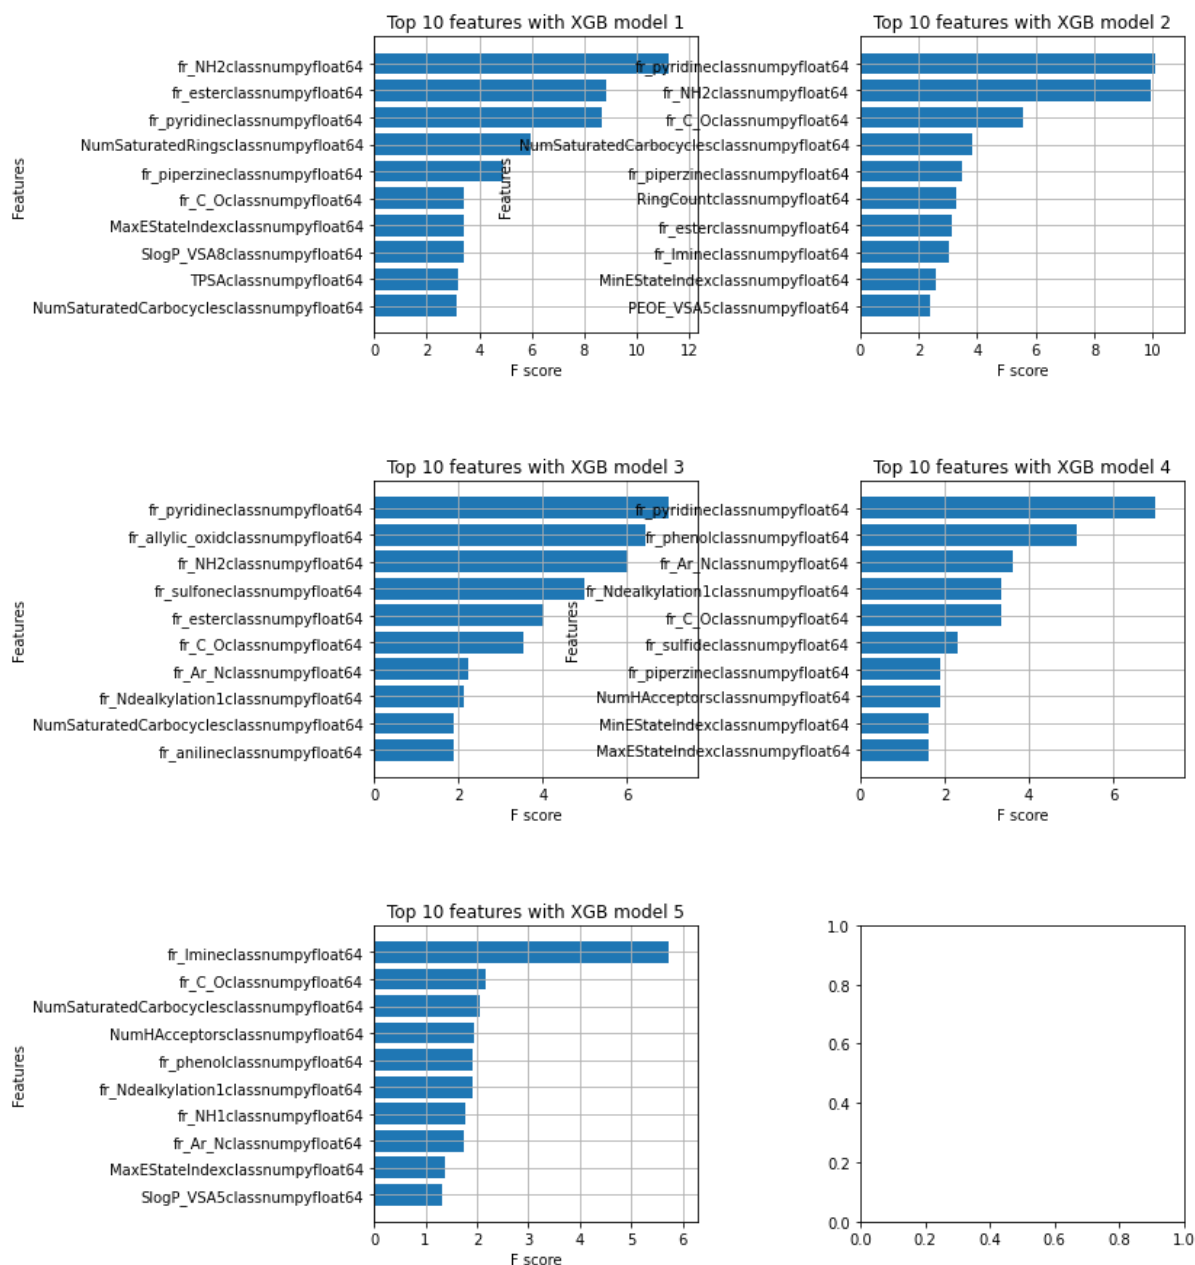 Top 10 features with XGB model 1
Features
fr_NH2classnumpyfloat64
fr_esterclassnumpyfloat64
fr_pyridineclassnumpyfloat64
NumSaturatedRingsclassnumpyfloat64
fr_piperzineclassnumpyfloat64
fr_C_Oclassnumpyfloat64
MaxEStateIndexclassnumpyfloat64
SlogP_VSA8classnumpyfloat64
TPSAclassnumpyfloat64
NumSaturatedCarbocyclesclassnumpyfloat64
0 2 4 6 8 10 12
F score
Top 10 features with XGB model 2
Features
fr_pyridineclassnumpyfloat64
fr_NH2classnumpyfloat64
fr_C_Oclassnumpyfloat64
NumSaturatedCarbocyclesclassnumpyfloat64
fr_piperzineclassnumpyfloat64
RingCountclassnumpyfloat64
fr_esterclassnumpyfloat64
fr_Imineclassnumpyfloat64
MinEStateIndexclassnumpyfloat64
PEOE_VSA5classnumpyfloat64
0 2 4 6 8 10
F score
Top 10 features with XGB model 3
Features
fr_pyridineclassnumpyfloat64
fr_allylic_oxidclassnumpyfloat64
fr_NH2classnumpyfloat64
fr_sulfoneclassnumpyfloat64
fr_esterclassnumpyfloat64
fr_C_Oclassnumpyfloat64
fr_Ar_Nclassnumpyfloat64
fr_Ndealkylation1classnumpyfloat64
NumSaturatedCarbocyclesclassnumpyfloat64
fr_anilineclassnumpyfloat64
0 2 4 6
F score
Top 10 features with XGB model 4
Features
fr_pyridineclassnumpyfloat64
fr_phenolclassnumpyfloat64
fr_Ar_Nclassnumpyfloat64
fr_Ndealkylation1classnumpyfloat64
fr_C_Oclassnumpyfloat64
fr_sulfideclassnumpyfloat64
fr_piperzineclassnumpyfloat64
NumHAcceptorsclassnumpyfloat64
MinEStateIndexclassnumpyfloat64
MaxEStateIndexclassnumpyfloat64
0 2 4 6
F score
Top 10 features with XGB model 5
Features
fr_Imineclassnumpyfloat64
fr_C_Oclassnumpyfloat64
NumSaturatedCarbocyclesclassnumpyfloat64
NumHAcceptorsclassnumpyfloat64
fr_phenolclassnumpyfloat64
fr_Ndealkylation1classnumpyfloat64
fr_NH1classnumpyfloat64
fr_Ar_Nclassnumpyfloat64
MaxEStateIndexclassnumpyfloat64
SlogP_VSA5classnumpyfloat64
0 1 2 3 4 5 6
F score
1.0
0.8
0.6
0.4
0.2
0.0
0.0 0.2 0.4 0.6 0.8 1.0